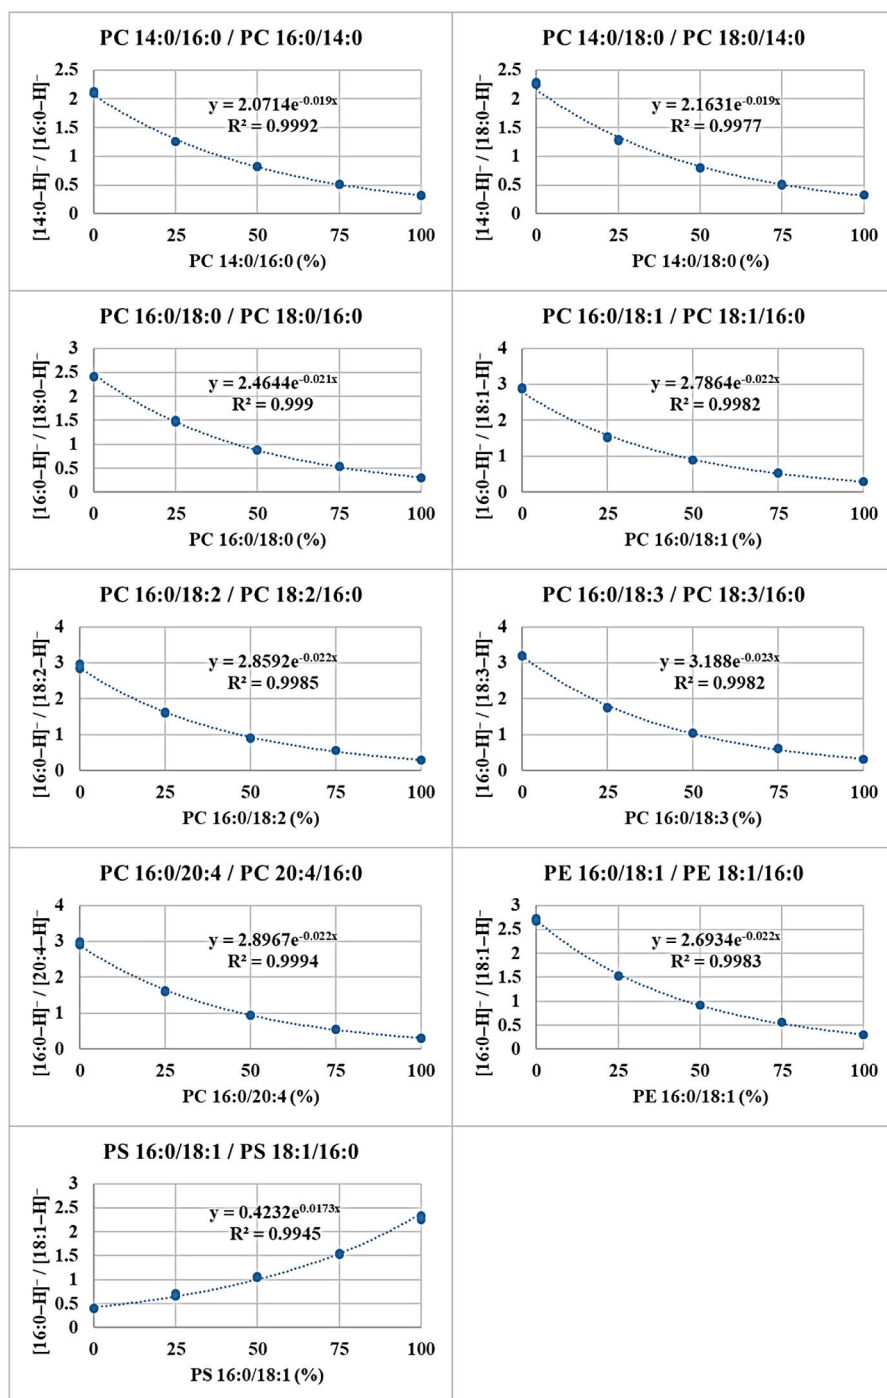 PC 14:0/16:0 / PC 16:0/14:0
[14:0–H]⁻ / [16:0–H]⁻
2.5
2
1.5
1
0.5
0
y = 2.0714e⁻⁰·⁰¹⁹ˣ
R² = 0.9992
0 25 50 75 100
PC 14:0/16:0 (%)
PC 14:0/18:0 / PC 18:0/14:0
[14:0–H]⁻ / [18:0–H]⁻
2.5
2
1.5
1
0.5
0
y = 2.1631e⁻⁰·⁰¹⁹ˣ
R² = 0.9977
0 25 50 75 100
PC 14:0/18:0 (%)
PC 16:0/18:0 / PC 18:0/16:0
[16:0–H]⁻ / [18:0–H]⁻
3
2.5
2
1.5
1
0.5
0
y = 2.4644e⁻⁰·⁰²¹ˣ
R² = 0.999
0 25 50 75 100
PC 16:0/18:0 (%)
PC 16:0/18:1 / PC 18:1/16:0
[16:0–H]⁻ / [18:1–H]⁻
4
3
2
1
0
y = 2.7864e⁻⁰·⁰²²ˣ
R² = 0.9982
0 25 50 75 100
PC 16:0/18:1 (%)
PC 16:0/18:2 / PC 18:2/16:0
[16:0–H]⁻ / [18:2–H]⁻
4
3
2
1
0
y = 2.8592e⁻⁰·⁰²²ˣ
R² = 0.9985
0 25 50 75 100
PC 16:0/18:2 (%)
PC 16:0/18:3 / PC 18:3/16:0
[16:0–H]⁻ / [18:3–H]⁻
4
3
2
1
0
y = 3.188e⁻⁰·⁰²³ˣ
R² = 0.9982
0 25 50 75 100
PC 16:0/18:3 (%)
PC 16:0/20:4 / PC 20:4/16:0
[16:0–H]⁻ / [20:4–H]⁻
4
3
2
1
0
y = 2.8967e⁻⁰·⁰²²ˣ
R² = 0.9994
0 25 50 75 100
PC 16:0/20:4 (%)
PE 16:0/18:1 / PE 18:1/16:0
[16:0–H]⁻ / [18:1–H]⁻
3
2.5
2
1.5
1
0.5
0
y = 2.6934e⁻⁰·⁰²²ˣ
R² = 0.9983
0 25 50 75 100
PE 16:0/18:1 (%)
PS 16:0/18:1 / PS 18:1/16:0
[16:0–H]⁻ / [18:1–H]⁻
3
2.5
2
1.5
1
0.5
0
y = 0.4232e⁰·⁰¹⁷³ˣ
R² = 0.9945
0 25 50 75 100
PS 16:0/18:1 (%)